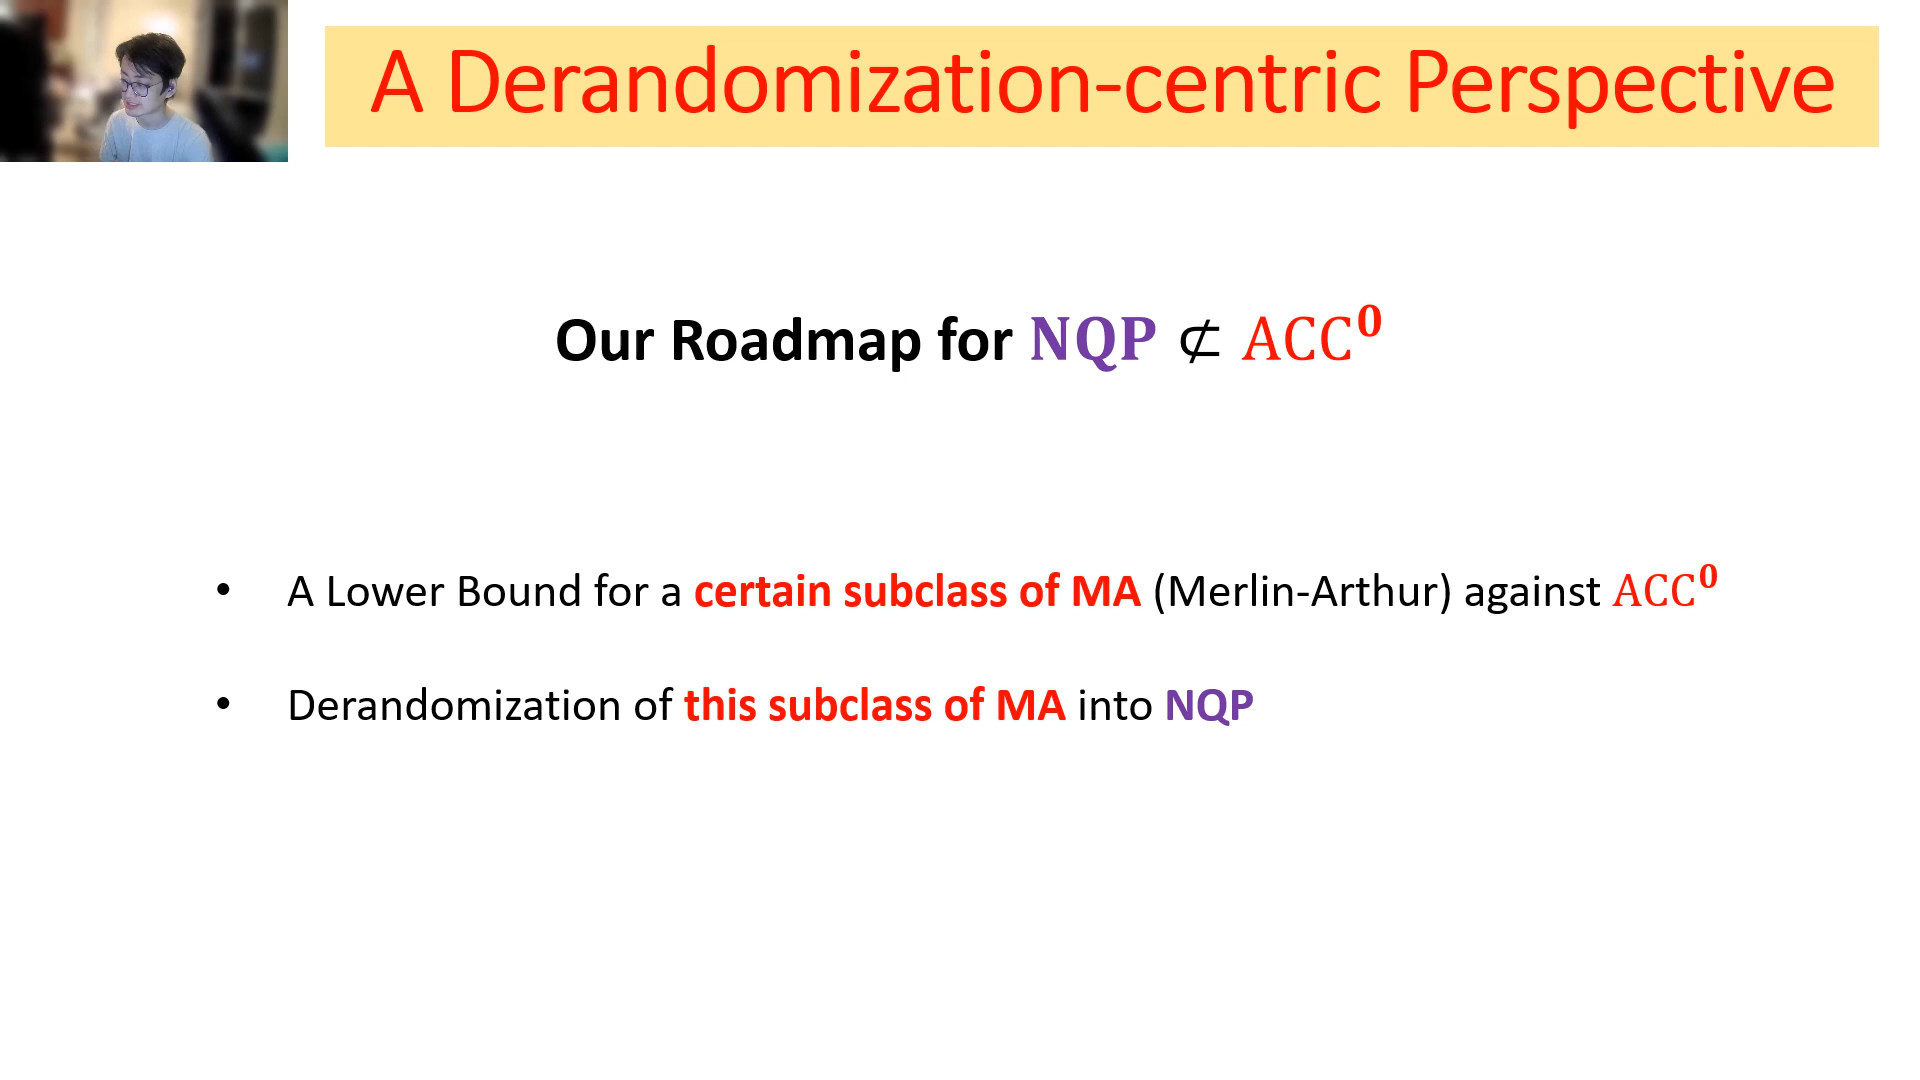 A Derandomization-centric Perspective
Our Roadmap for NQP ⊄ ACC⁰
• A Lower Bound for a certain subclass of MA (Merlin-Arthur) against ACC⁰
• Derandomization of this subclass of MA into NQP